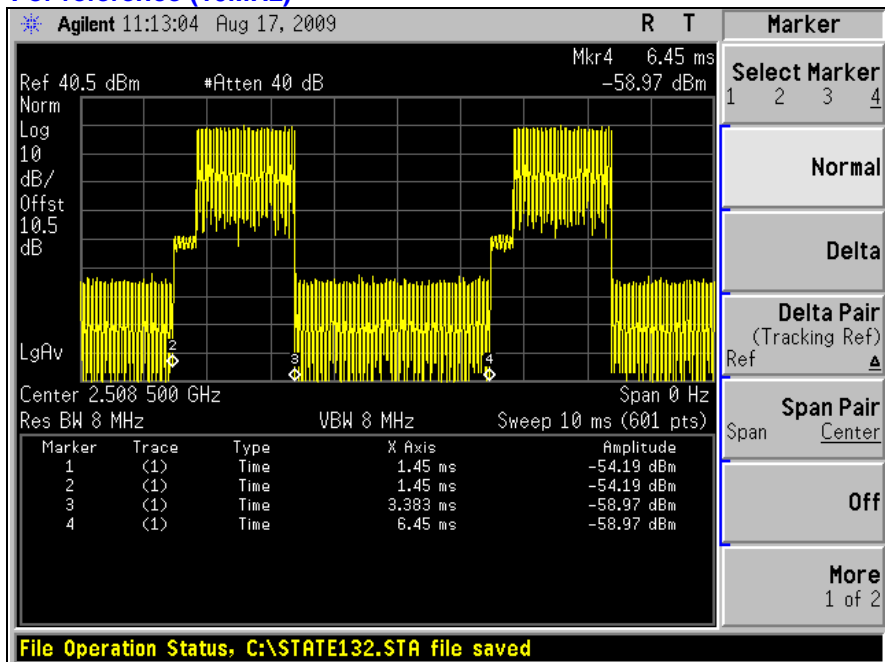 Agilent 11:13:04 Aug 17, 2009 R T
Mkr4 6.45 ms
Ref 40.5 dBm #Atten 40 dB -58.97 dBm
Norm
Log
10
dB/
Offst
10.5
dB
LgAv
2
3
4
Center 2.508 500 GHz Span 0 Hz
Res BW 8 MHz VBW 8 MHz Sweep 10 ms (601 pts)
Marker Trace Type X Axis Amplitude
1 (1) Time 1.45 ms -54.19 dBm
2 (1) Time 1.45 ms -54.19 dBm
3 (1) Time 3.383 ms -58.97 dBm
4 (1) Time 6.45 ms -58.97 dBm
File Operation Status, C:\STATE132.STA file saved
Marker
Select Marker
1 2 3 4
Normal
Delta
Delta Pair
(Tracking Ref)
Ref Δ
Span Pair
Span Center
Off
More
1 of 2